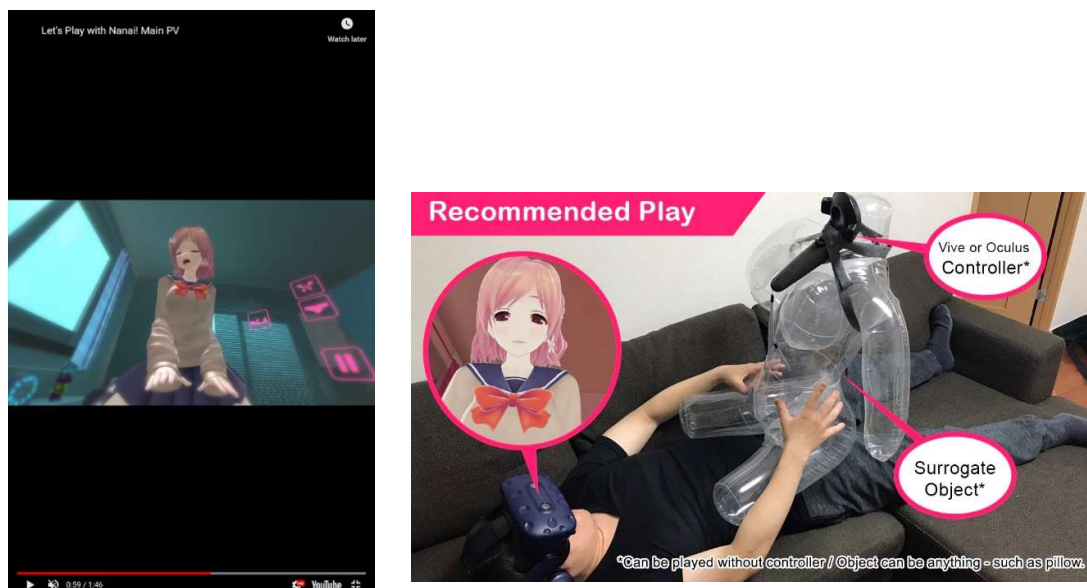 Let's Play with Nanai! Main PV
Watch later
0:59 / 1:46
YouTube
Recommended Play
Vive or Oculus
Controller*
Surrogate
Object*
*Can be played without controller / Object can be anything - such as pillow.